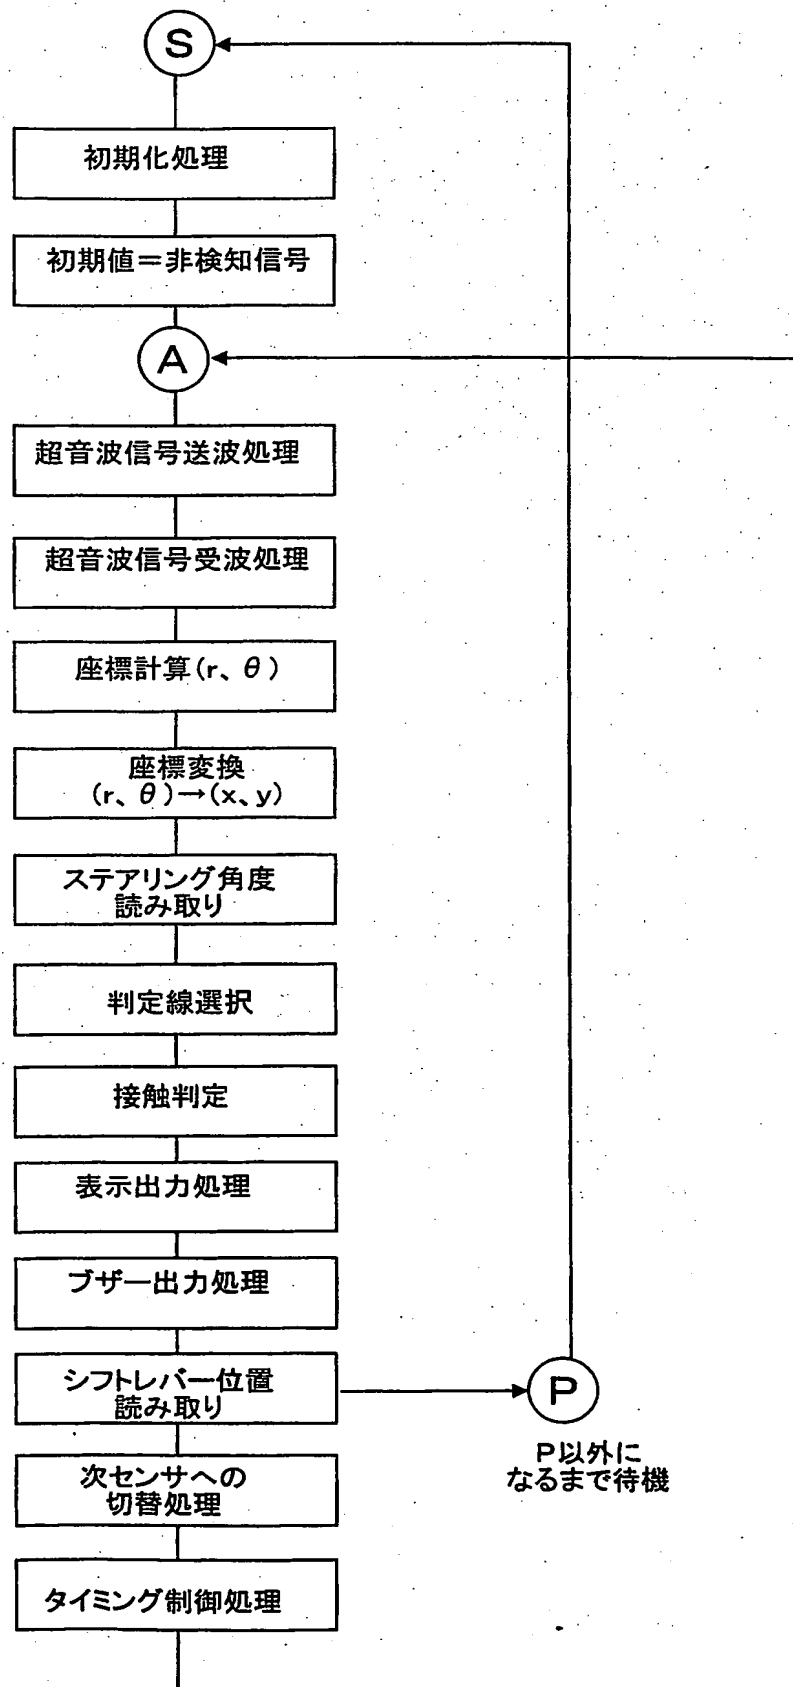 S
初期化処理
初期値=非検知信号
A
超音波信号送波処理
超音波信号受波処理
座標計算(r、θ)
座標変換
(r、θ)→(x、y)
ステアリング角度
読み取り
判定線選択
接触判定
表示出力処理
ブザー出力処理
シフトレバー位置
読み取り
P
P以外に
なるまで待機
次センサへの
切替処理
タイミング制御処理